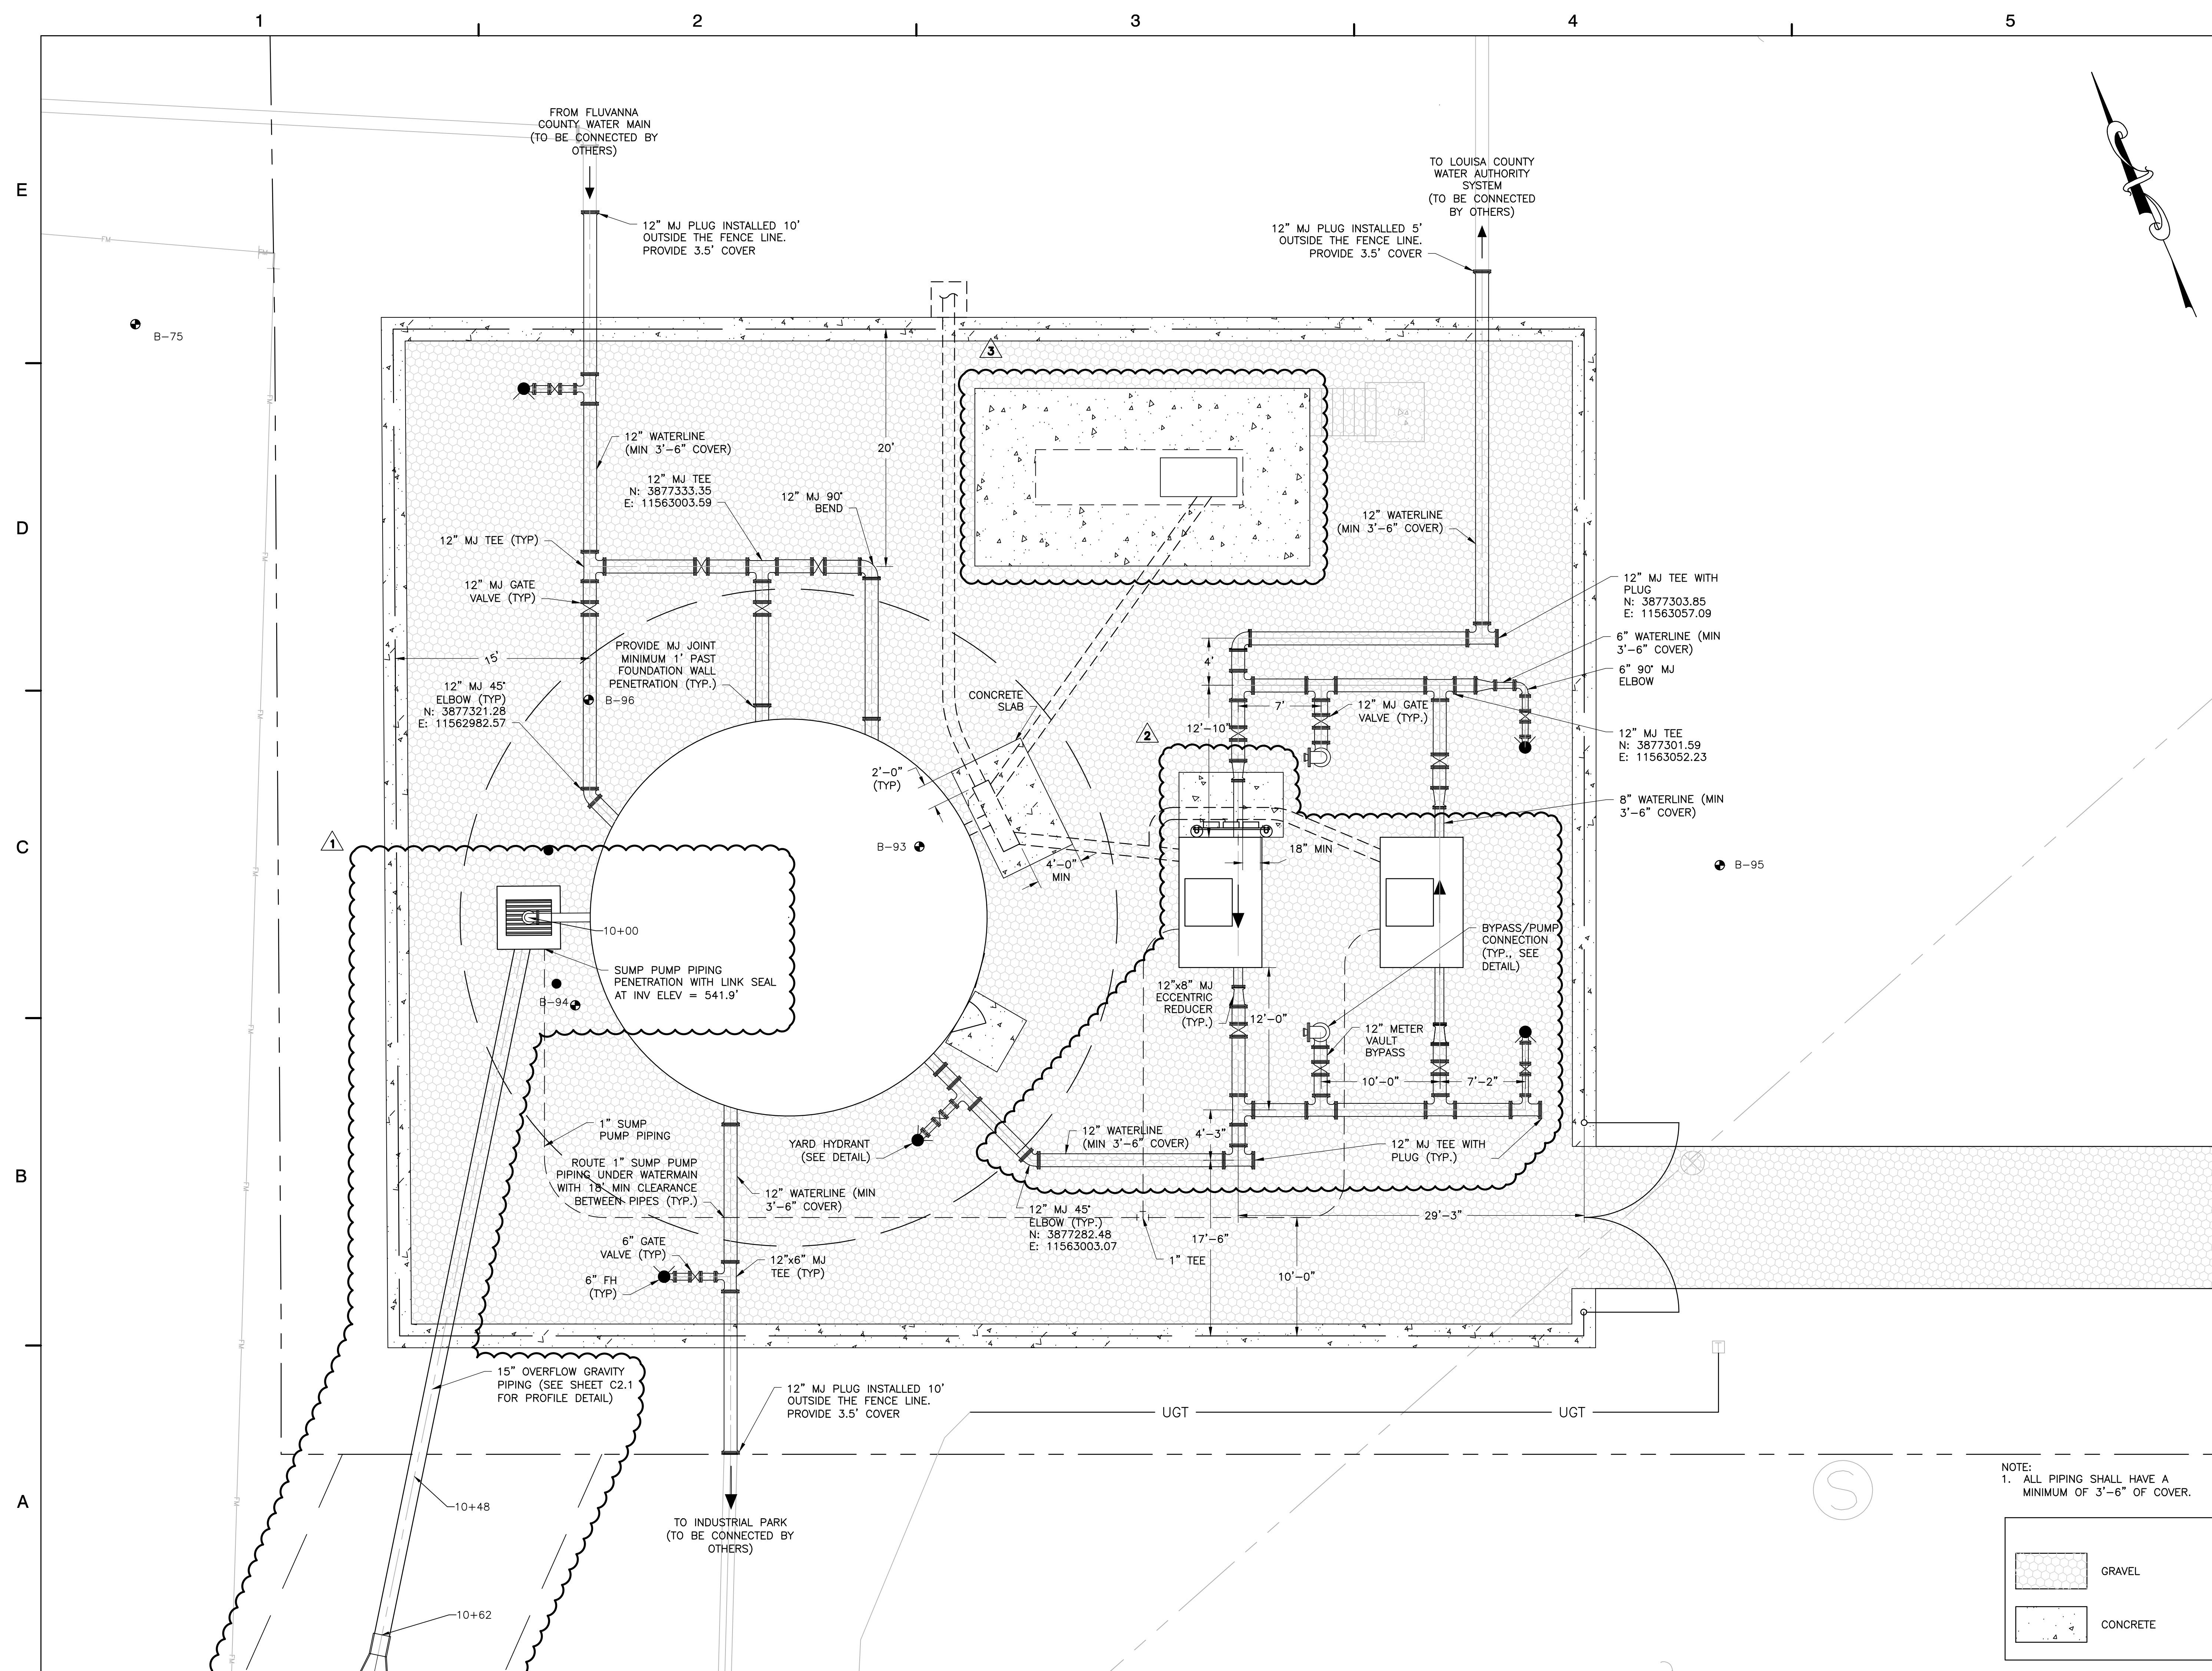 1
2
3
4
5
E
D
C
B
A
FROM FLUVANNA
COUNTY WATER MAIN
(TO BE CONNECTED BY
OTHERS)
12" MJ PLUG INSTALLED 10'
OUTSIDE THE FENCE LINE.
PROVIDE 3.5' COVER
TO LOUISA COUNTY
WATER AUTHORITY
SYSTEM
(TO BE CONNECTED
BY OTHERS)
12" MJ PLUG INSTALLED 5'
OUTSIDE THE FENCE LINE.
PROVIDE 3.5' COVER
B-75
3
12" WATERLINE
(MIN 3'-6" COVER)
20'
12" MJ TEE
N: 3877333.35
E: 11563003.59
12" MJ 90°
BEND
12" MJ TEE (TYP)
12" MJ GATE
VALVE (TYP)
12" WATERLINE
(MIN 3'-6" COVER)
12" MJ TEE WITH
PLUG
N: 3877303.85
E: 11563057.09
6" WATERLINE (MIN
3'-6" COVER)
6" 90° MJ
ELBOW
15'
PROVIDE MJ JOINT
MINIMUM 1' PAST
FOUNDATION WALL
PENETRATION (TYP.)
12" MJ 45°
ELBOW (TYP)
N: 3877321.28
E: 11562982.57
B-96
CONCRETE
SLAB
4'
7'
12" MJ GATE
VALVE (TYP.)
12'-10"
2
12" MJ TEE
N: 3877301.59
E: 11563052.23
2'-0"
(TYP)
8" WATERLINE (MIN
3'-6" COVER)
1
B-93
4'-0"
MIN
18" MIN
B-95
10+00
SUMP PUMP PIPING
PENETRATION WITH LINK SEAL
AT INV ELEV = 541.9'
B-94
BYPASS/PUMP
CONNECTION
(TYP., SEE
DETAIL)
12"x8" MJ
ECCENTRIC
REDUCER
(TYP.)
12'-0"
12" METER
VAULT
BYPASS
10'-0"
7'-2"
1" SUMP
PUMP PIPING
YARD HYDRANT
(SEE DETAIL)
12" WATERLINE
(MIN 3'-6" COVER)
4'-3"
12" MJ TEE WITH
PLUG (TYP.)
ROUTE 1" SUMP PUMP
PIPING UNDER WATERMAIN
WITH 18' MIN CLEARANCE
BETWEEN PIPES (TYP.)
12" WATERLINE (MIN
3'-6" COVER)
12" MJ 45°
ELBOW (TYP.)
N: 3877282.48
E: 11563003.07
29'-3"
17'-6"
1" TEE
10'-0"
6" GATE
VALVE (TYP)
12"x6" MJ
TEE (TYP)
6" FH
(TYP)
15" OVERFLOW GRAVITY
PIPING (SEE SHEET C2.1
FOR PROFILE DETAIL)
12" MJ PLUG INSTALLED 10'
OUTSIDE THE FENCE LINE.
PROVIDE 3.5' COVER
UGT
UGT
T
S
10+48
TO INDUSTRIAL PARK
(TO BE CONNECTED BY
OTHERS)
10+62
NOTE:
1. ALL PIPING SHALL HAVE A
MINIMUM OF 3'-6" OF COVER.
GRAVEL
CONCRETE